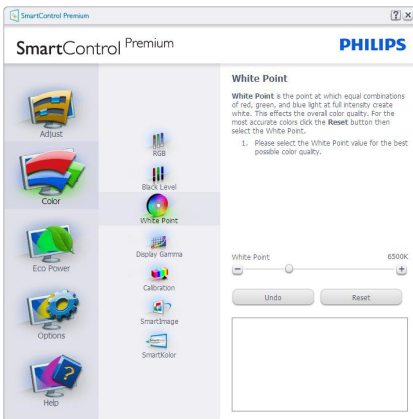 SmartControl Premium
SmartControl Premium
PHILIPS
Adjust
Color
Eco Power
Options
Help
RGB
Black Level
White Point
Display Gamma
Calibration
SmartImage
SmartKolor
White Point
White Point is the point at which equal combinations
of red, green, and blue light at full intensity create
white. This effects the overall color quality. For the
most accurate colors click the Reset button then
select the White Point.
1. Please select the White Point value for the best
possible color quality.
White Point 6500K
Undo Reset